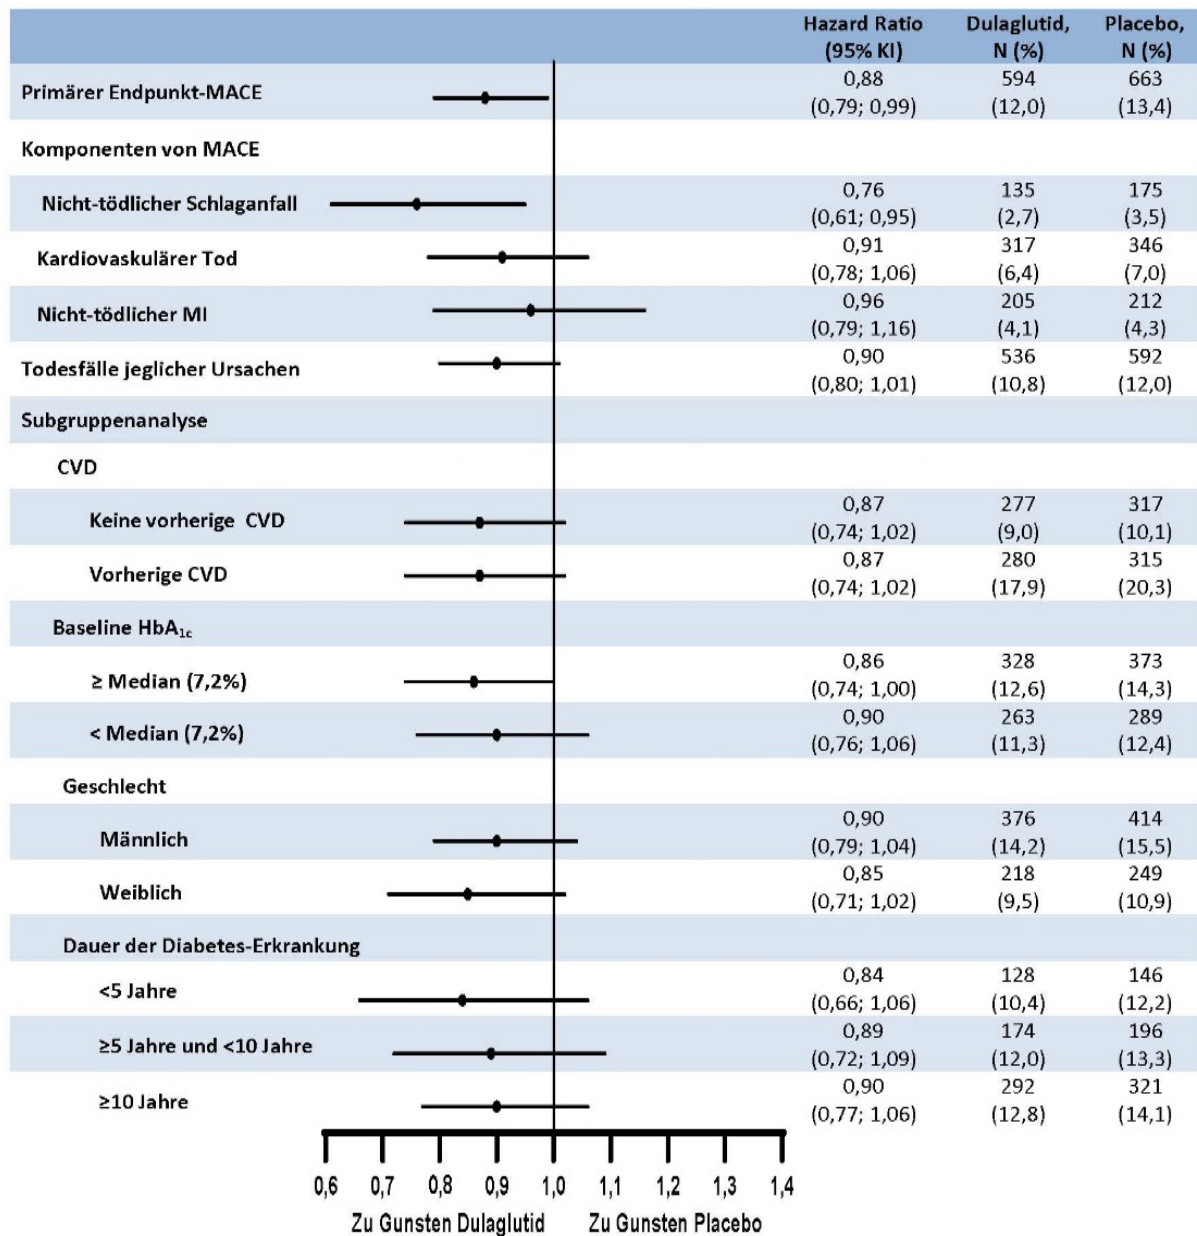 Hazard Ratio Dulaglutid, Placebo,
(95% KI) N (%) N (%)
Primärer Endpunkt-MACE 0,88 594 663
(0,79; 0,99) (12,0) (13,4)
Komponenten von MACE
Nicht-tödlicher Schlaganfall 0,76 135 175
(0,61; 0,95) (2,7) (3,5)
Kardiovaskulärer Tod 0,91 317 346
(0,78; 1,06) (6,4) (7,0)
Nicht-tödlicher MI 0,96 205 212
(0,79; 1,16) (4,1) (4,3)
Todesfälle jeglicher Ursachen 0,90 536 592
(0,80; 1,01) (10,8) (12,0)
Subgruppenanalyse
CVD
Keine vorherige CVD 0,87 277 317
(0,74; 1,02) (9,0) (10,1)
Vorherige CVD 0,87 280 315
(0,74; 1,02) (17,9) (20,3)
Baseline HbA1c
≥ Median (7,2%) 0,86 328 373
(0,74; 1,00) (12,6) (14,3)
< Median (7,2%) 0,90 263 289
(0,76; 1,06) (11,3) (12,4)
Geschlecht
Männlich 0,90 376 414
(0,79; 1,04) (14,2) (15,5)
Weiblich 0,85 218 249
(0,71; 1,02) (9,5) (10,9)
Dauer der Diabetes-Erkrankung
<5 Jahre 0,84 128 146
(0,66; 1,06) (10,4) (12,2)
≥5 Jahre und <10 Jahre 0,89 174 196
(0,72; 1,09) (12,0) (13,3)
≥10 Jahre 0,90 292 321
(0,77; 1,06) (12,8) (14,1)
0,6 0,7 0,8 0,9 1,0 1,1 1,2 1,3 1,4
Zu Gunsten Dulaglutid Zu Gunsten Placebo